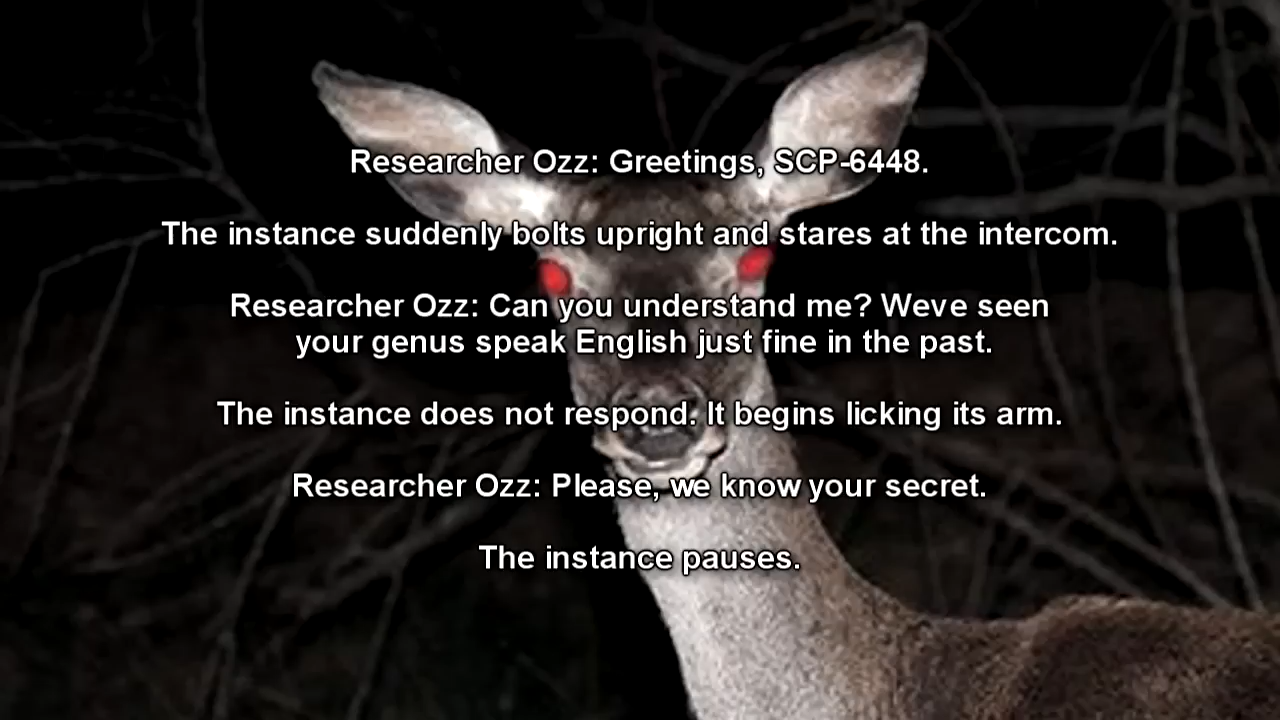 Researcher Ozz: Greetings, SCP-6448.
The instance suddenly bolts upright and stares at the intercom.
Researcher Ozz: Can you understand me? Weve seen
your genus speak English just fine in the past.
The instance does not respond. It begins licking its arm.
Researcher Ozz: Please, we know your secret.
The instance pauses.